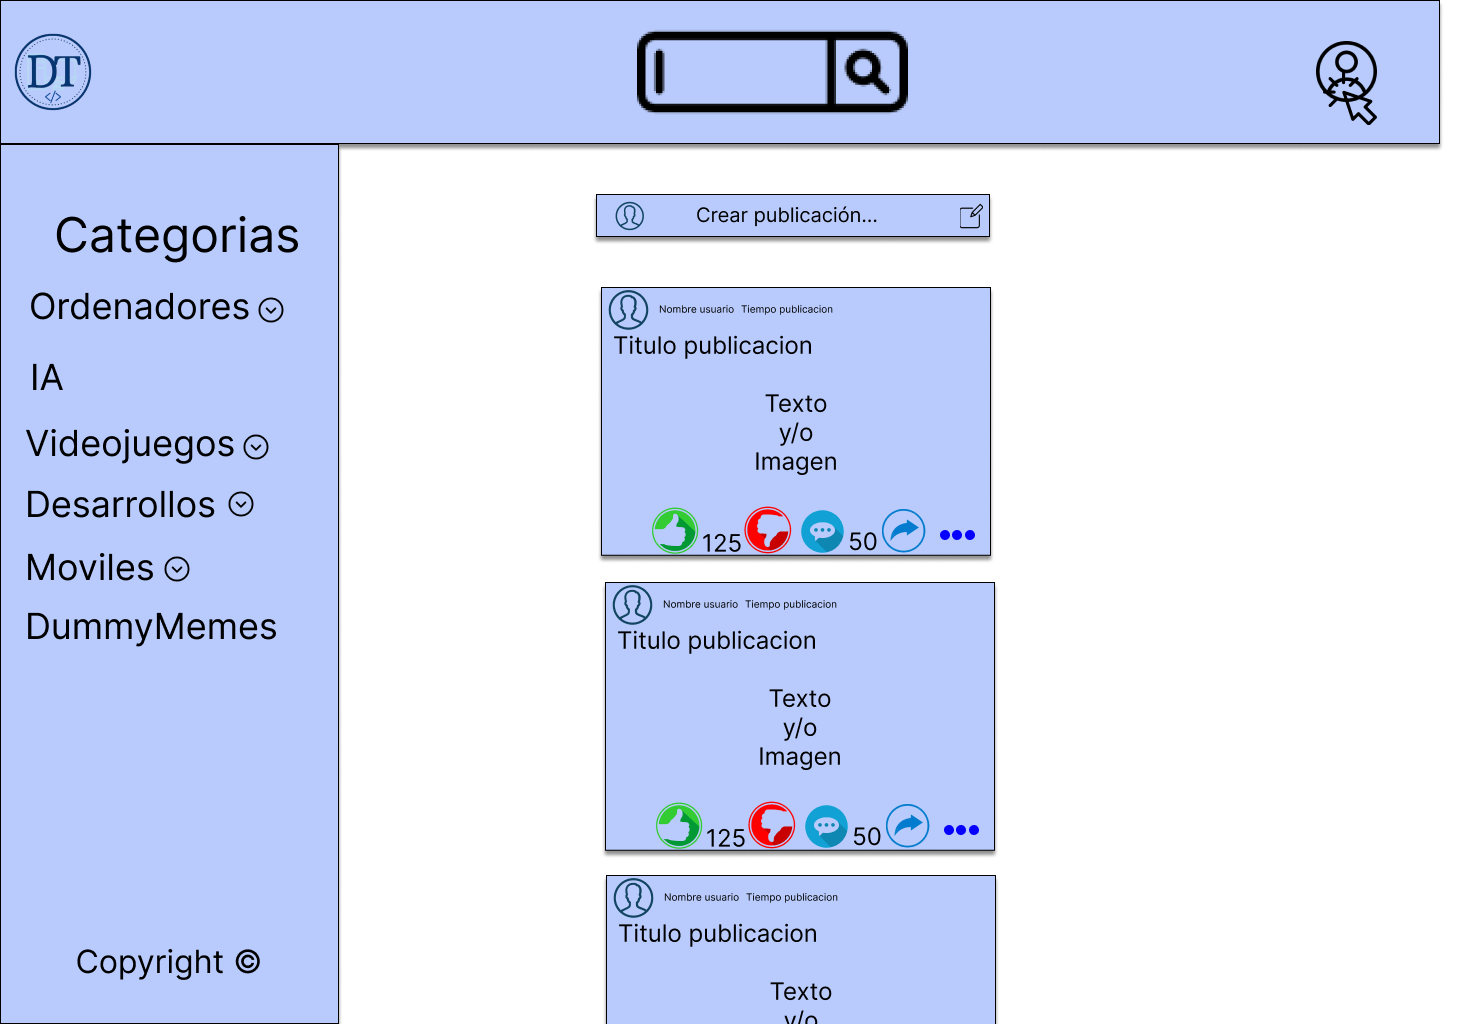 DT
</>
Categorias
Ordenadores
IA
Videojuegos
Desarrollos
Moviles
DummyMemes
Copyright ©
Crear publicación...
Nombre usuario Tiempo publicacion
Titulo publicacion
Texto
y/o
Imagen
125 50
Nombre usuario Tiempo publicacion
Titulo publicacion
Texto
y/o
Imagen
125 50
Nombre usuario Tiempo publicacion
Titulo publicacion
Texto
y/o